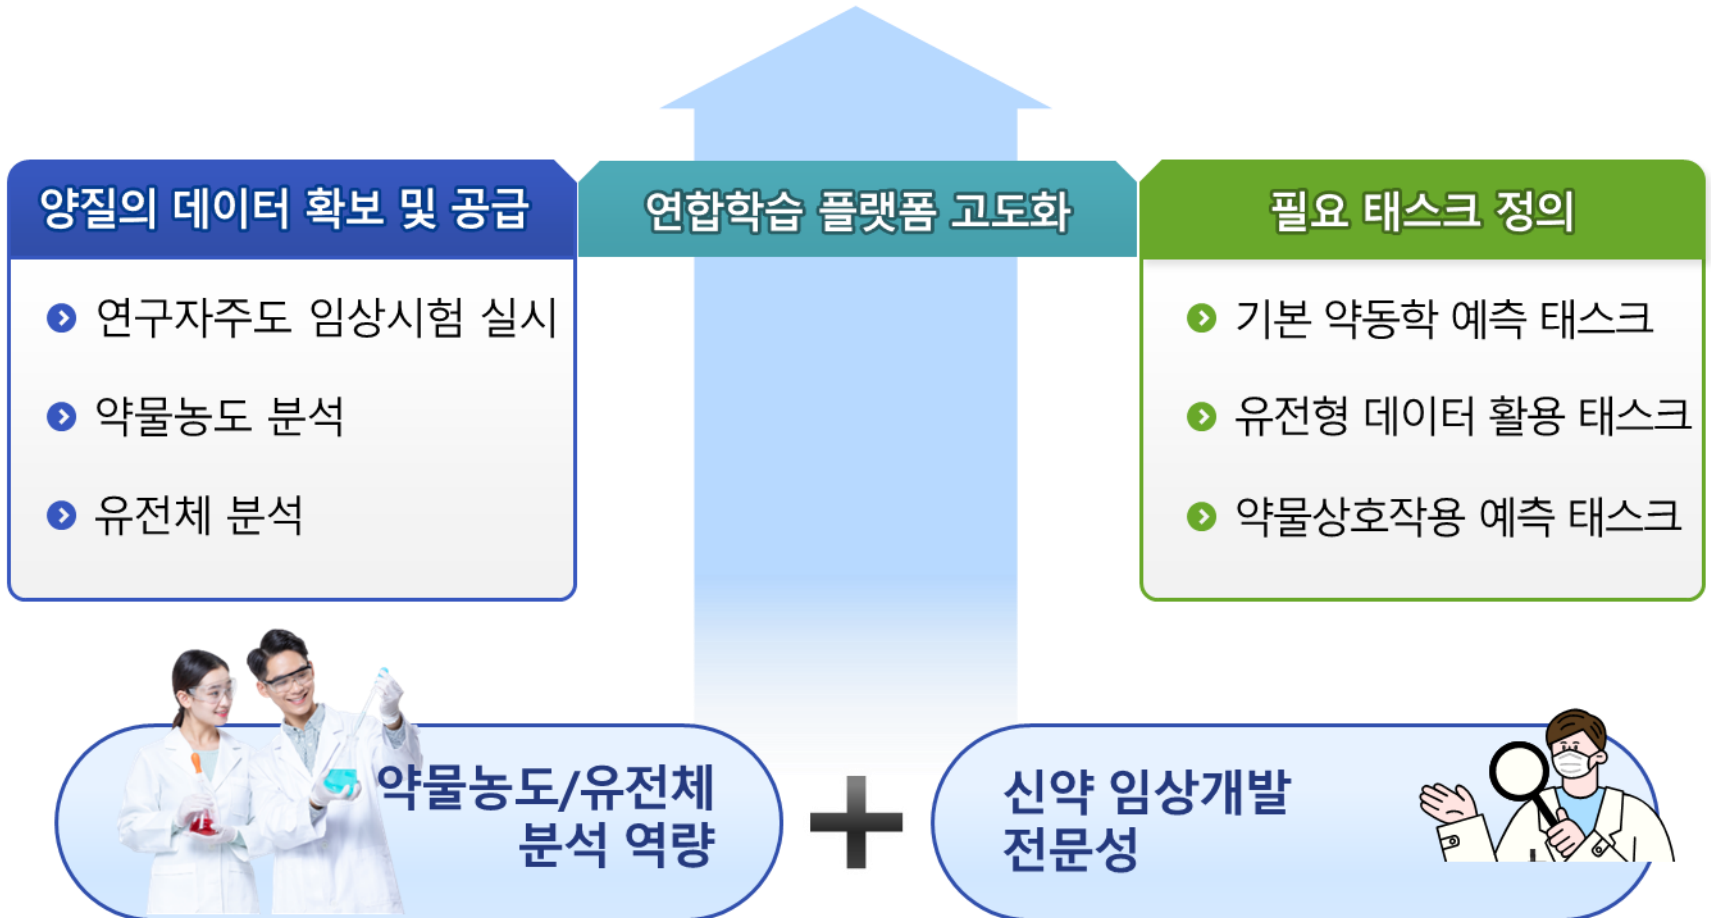 양질의 데이터 확보 및 공급
연구자주도 임상시험 실시
약물농도 분석
유전체 분석
연합학습 플랫폼 고도화
필요 태스크 정의
기본 약동학 예측 태스크
유전형 데이터 활용 태스크
약물상호작용 예측 태스크
약물농도/유전체
분석 역량
+
신약 임상개발
전문성